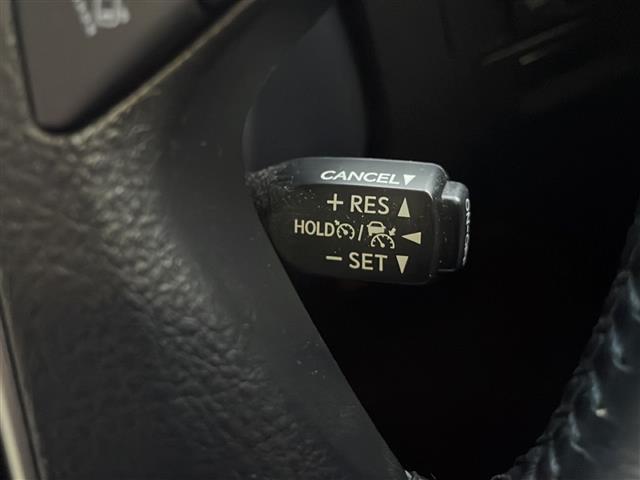 CANCEL▼
+ RES ▲
HOLD / ◀
− SET ▼